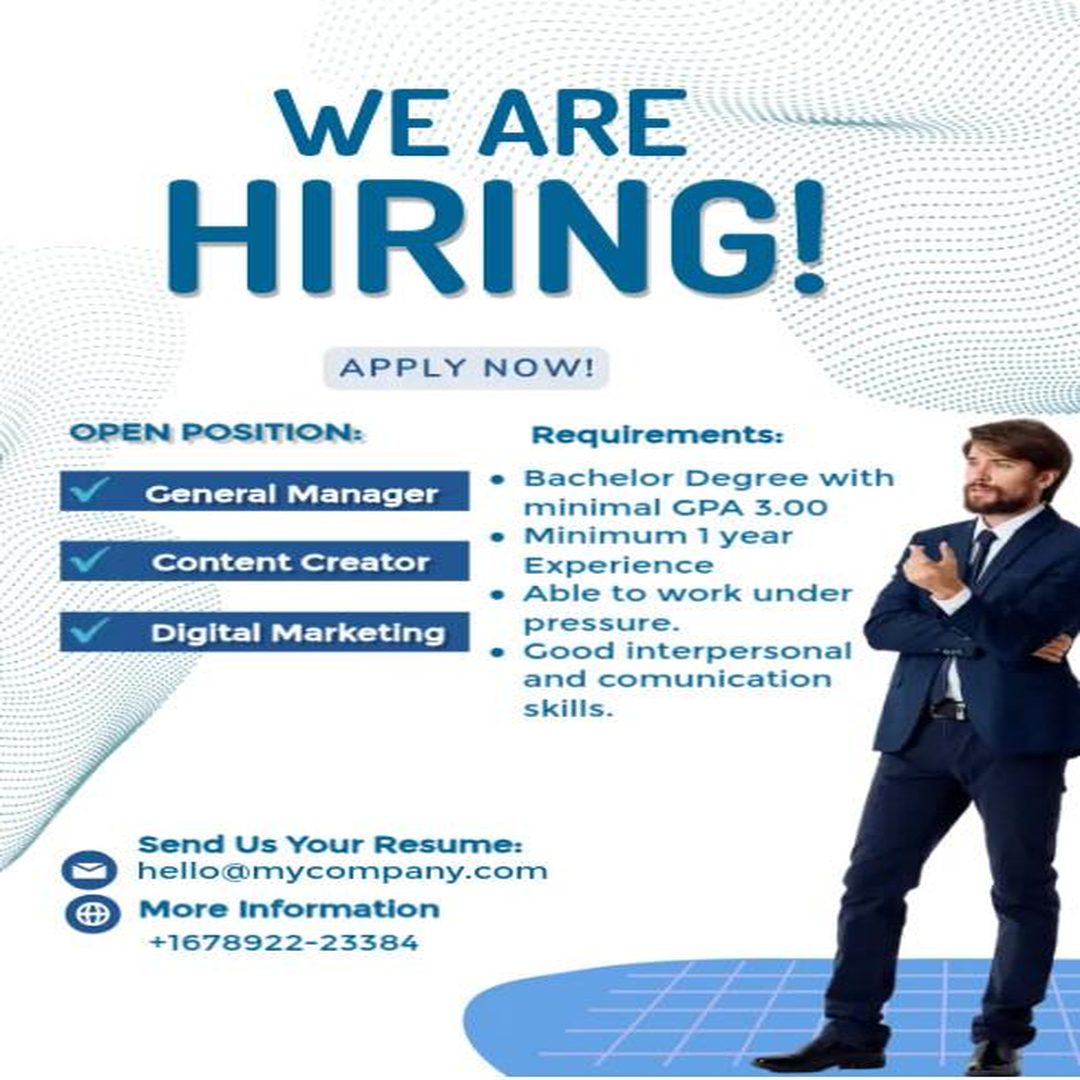 WE ARE
HIRING!
APPLY NOW!
OPEN POSITION:
General Manager
Content Creator
Digital Marketing
Requirements:
• Bachelor Degree with
minimal GPA 3.00
• Minimum 1 year
Experience
• Able to work under
pressure.
• Good interpersonal
and comunication
skills.
Send Us Your Resume:
hello@mycompany.com
More Information
+1678922-23384